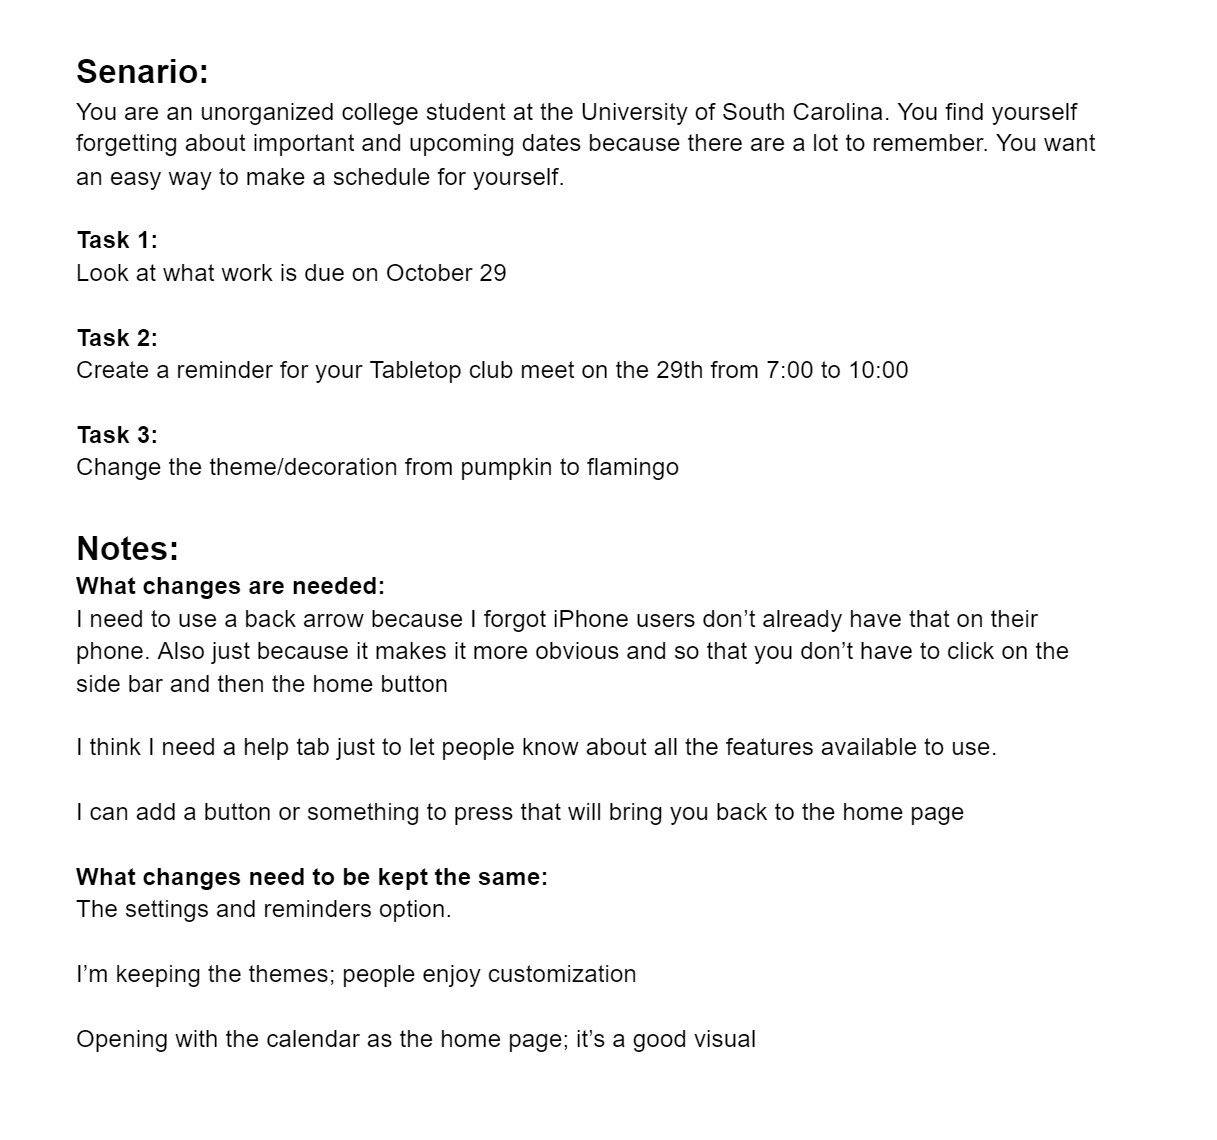 Senario:
You are an unorganized college student at the University of South Carolina. You find yourself
forgetting about important and upcoming dates because there are a lot to remember. You want
an easy way to make a schedule for yourself.
Task 1:
Look at what work is due on October 29
Task 2:
Create a reminder for your Tabletop club meet on the 29th from 7:00 to 10:00
Task 3:
Change the theme/decoration from pumpkin to flamingo
Notes:
What changes are needed:
I need to use a back arrow because I forgot iPhone users don’t already have that on their
phone. Also just because it makes it more obvious and so that you don’t have to click on the
side bar and then the home button
I think I need a help tab just to let people know about all the features available to use.
I can add a button or something to press that will bring you back to the home page
What changes need to be kept the same:
The settings and reminders option.
I’m keeping the themes; people enjoy customization
Opening with the calendar as the home page; it’s a good visual